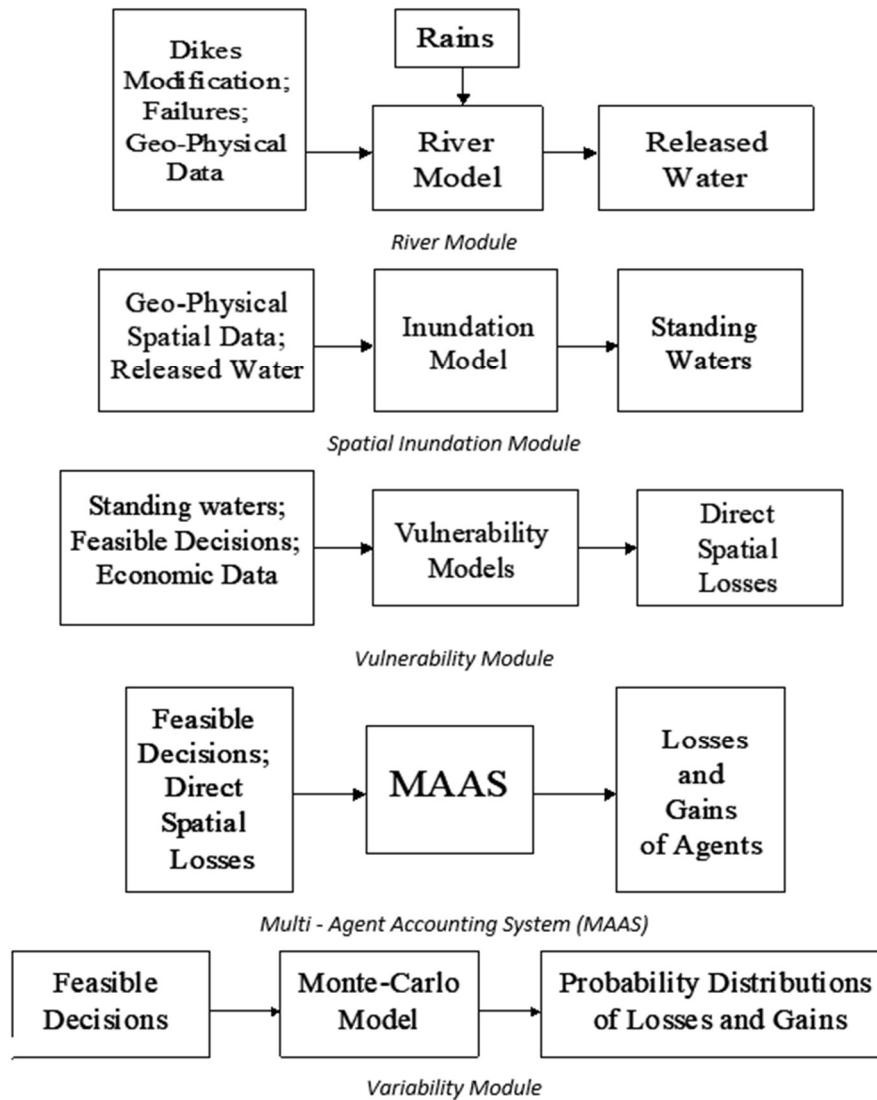 Dikes
Modification;
Failures;
Geo-Physical
Data
Rains
River
Model
Released
Water
River Module
Geo-Physical
Spatial Data;
Released Water
Inundation
Model
Standing
Waters
Spatial Inundation Module
Standing waters;
Feasible Decisions;
Economic Data
Vulnerability
Models
Direct
Spatial
Losses
Vulnerability Module
Feasible
Decisions;
Direct
Spatial
Losses
MAAS
Losses
and
Gains
of Agents
Multi - Agent Accounting System (MAAS)
Feasible
Decisions
Monte-Carlo
Model
Probability Distributions
of Losses and Gains
Variability Module